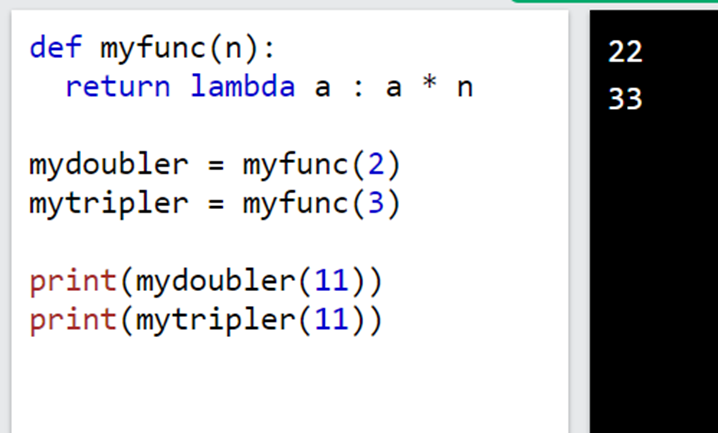 def myfunc(n):
  return lambda a : a * n
mydoubler = myfunc(2)
mytripler = myfunc(3)
print(mydoubler(11))
print(mytripler(11))
22
33